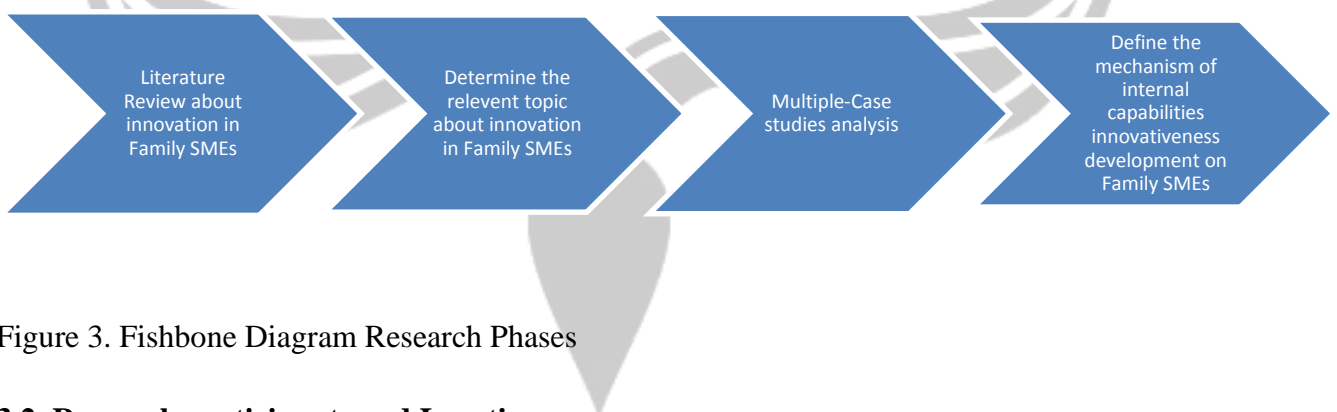 Literature
Review about
innovation in
Family SMEs
Determine the
relevent topic
about innovation
in Family SMEs
Multiple-Case
studies analysis
Define the
mechanism of
internal
capabilities
innovativeness
development on
Family SMEs
Figure 3. Fishbone Diagram Research Phases